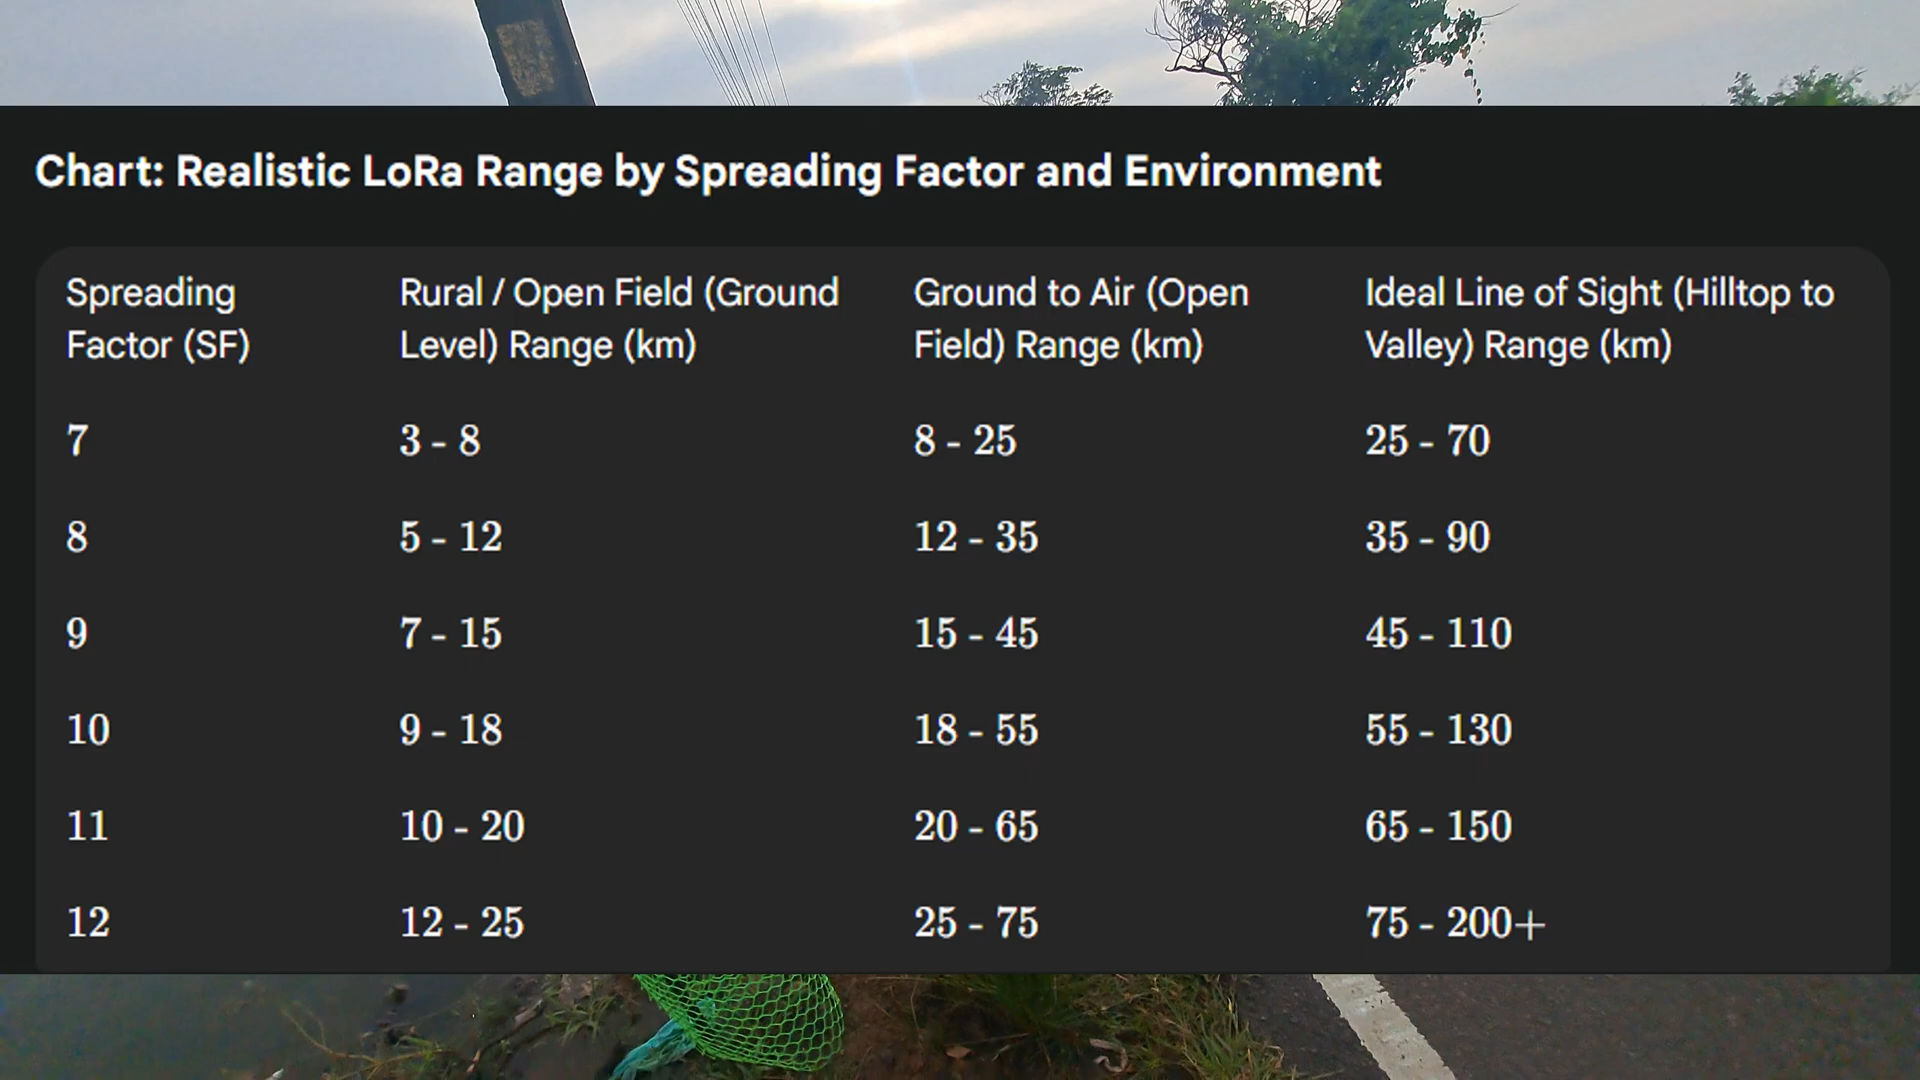 Chart: Realistic LoRa Range by Spreading Factor and Environment
Spreading Factor (SF) Rural / Open Field (Ground Level) Range (km) Ground to Air (Open Field) Range (km) Ideal Line of Sight (Hilltop to Valley) Range (km)
7 3 - 8 8 - 25 25 - 70
8 5 - 12 12 - 35 35 - 90
9 7 - 15 15 - 45 45 - 110
10 9 - 18 18 - 55 55 - 130
11 10 - 20 20 - 65 65 - 150
12 12 - 25 25 - 75 75 - 200+